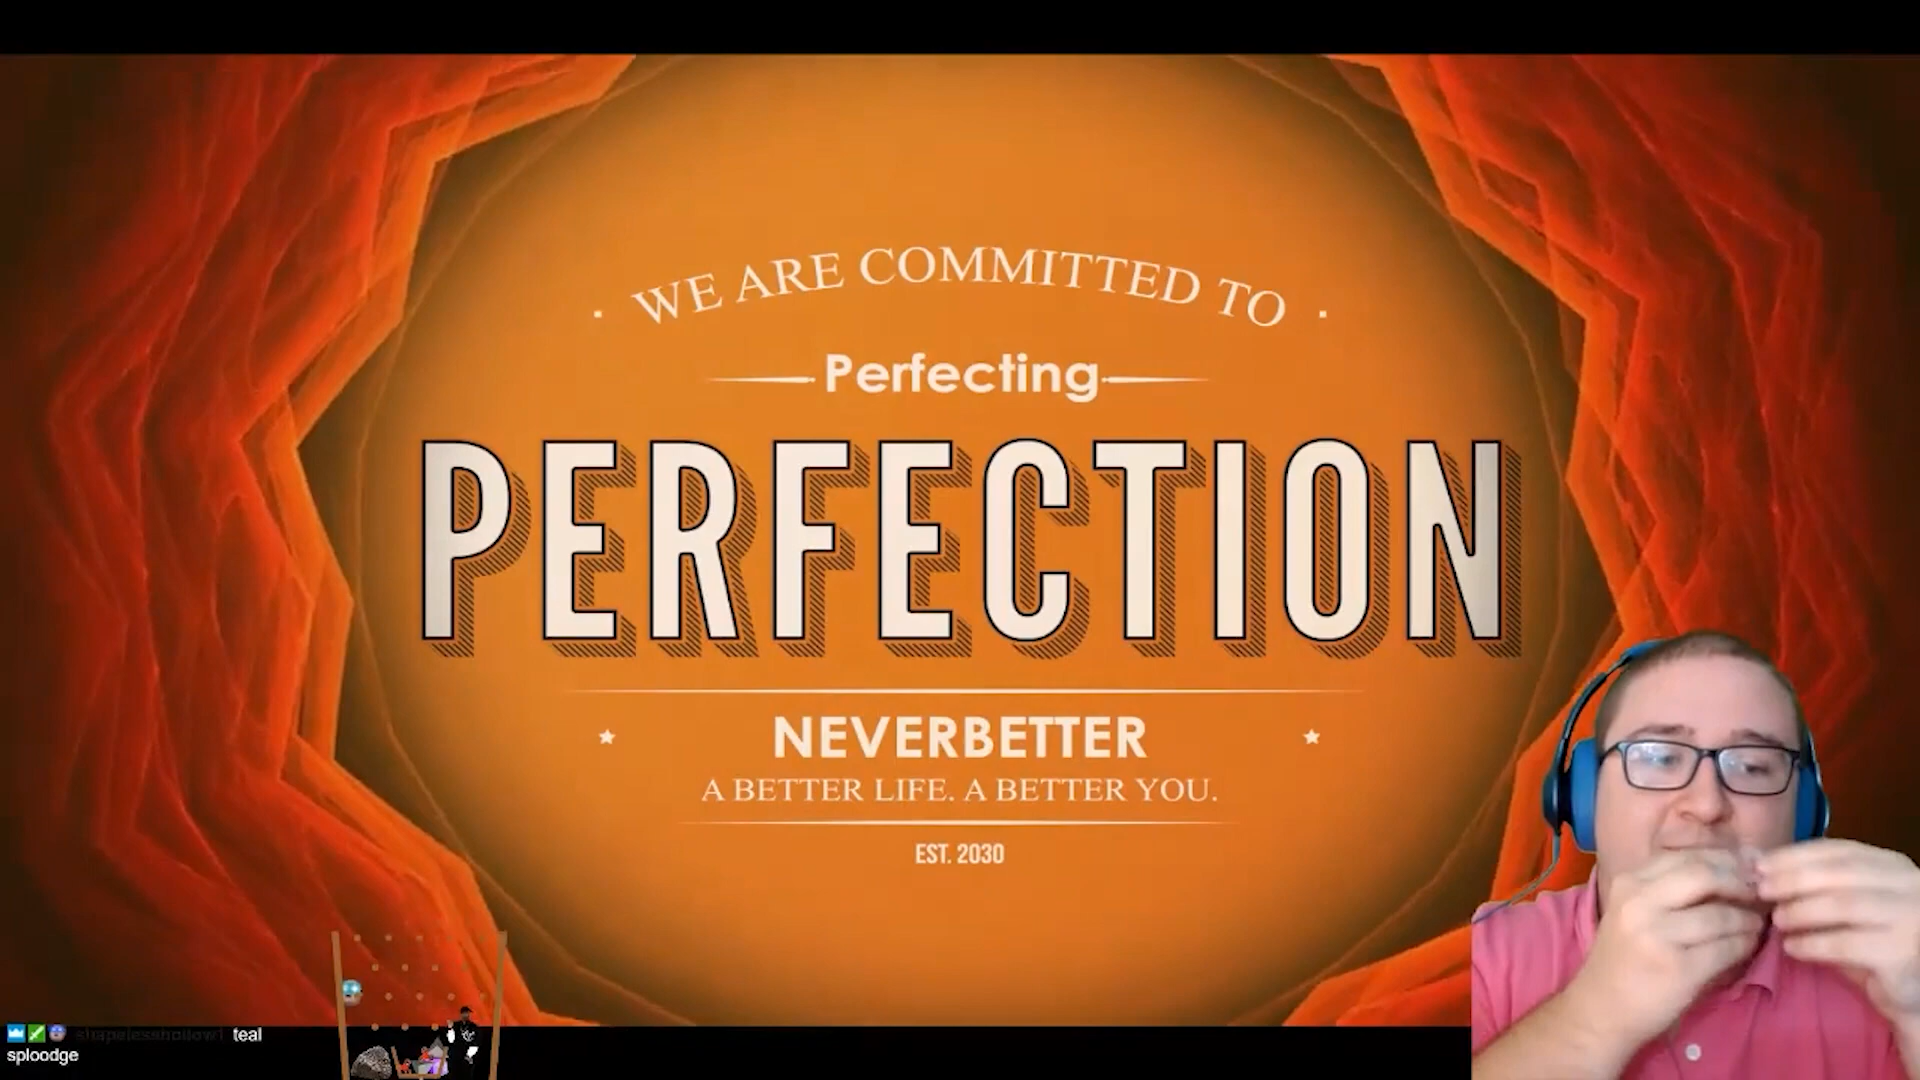 · WE ARE COMMITTED TO ·
Perfecting
PERFECTION
NEVERBETTER
A BETTER LIFE. A BETTER YOU.
EST. 2030
teal
sploodge